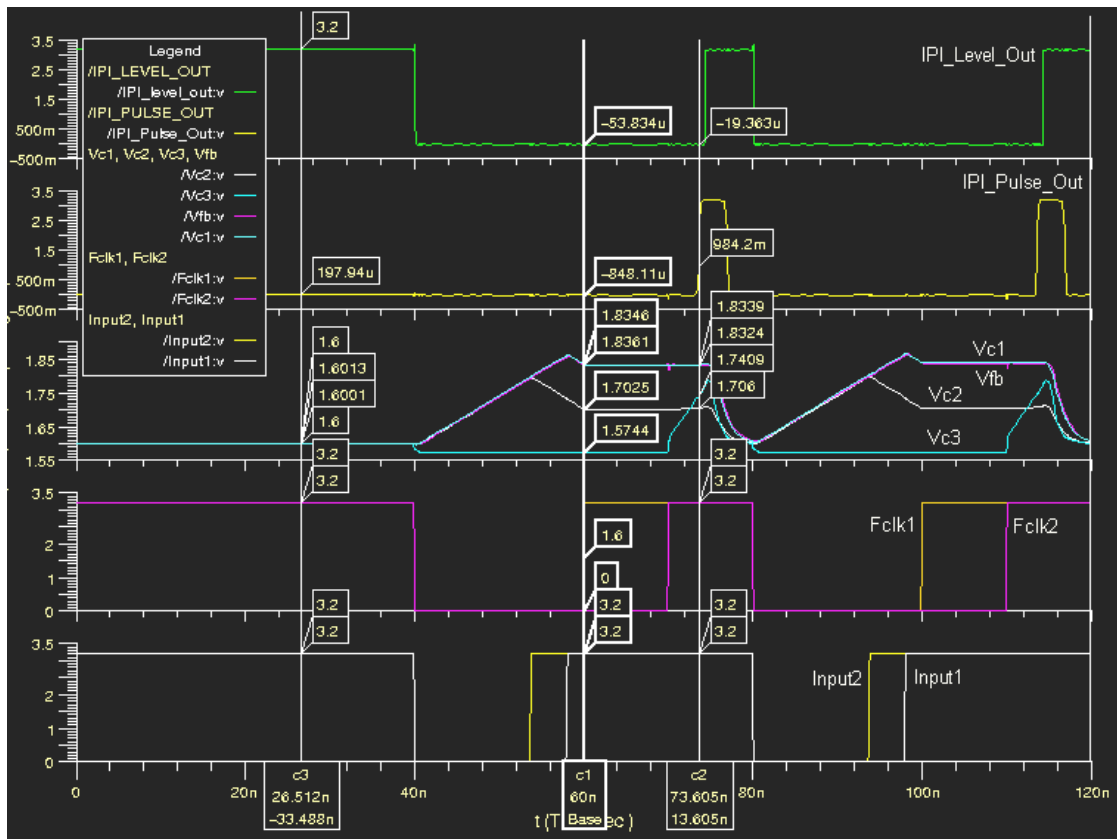 3.2
3.5
2.5
1.5
500m
-500m
IPI_Level_Out
-53.834u
-19.363u
Legend
/IPI_LEVEL_OUT
/IPI_level_out:v
/IPI_PULSE_OUT
/IPI_Pulse_Out:v
Vc1, Vc2, Vc3, Vfb
/Vc2:v
/Vc3:v
/Vfb:v
/Vc1:v
Fclk1, Fclk2
/Fclk1:v
/Fclk2:v
Input2, Input1
/Input2:v
/Input1:v
3.5
2.5
1.5
500m
-500m
IPI_Pulse_Out
197.94u
-848.11u
984.2m
1.85
1.75
1.65
1.55
1.6
1.6013
1.6001
1.6
1.8346
1.8361
1.7025
1.5744
1.8339
1.8324
1.7409
1.706
Vc1
Vfb
Vc2
Vc3
3.5
2
1
0
3.2
3.2
1.6
0
3.2
3.2
Fclk1
Fclk2
3.5
2
1
0
3.2
3.2
3.2
3.2
3.2
3.2
Input2
Input1
0
20n
40n
80n
100n
120n
c3
26.512n
-33.488n
c1
60n
Base
c2
73.605n
13.605n
t (T
ec )